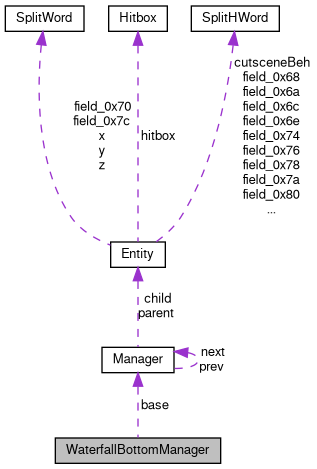 SplitWord
Hitbox
SplitHWord
cutsceneBeh
field_0x68
field_0x6a
field_0x6c
field_0x6e
field_0x74
field_0x76
field_0x78
field_0x7a
field_0x80
...
field_0x70
field_0x7c
x
y
z
hitbox
Entity
child
parent
Manager
next
prev
base
WaterfallBottomManager